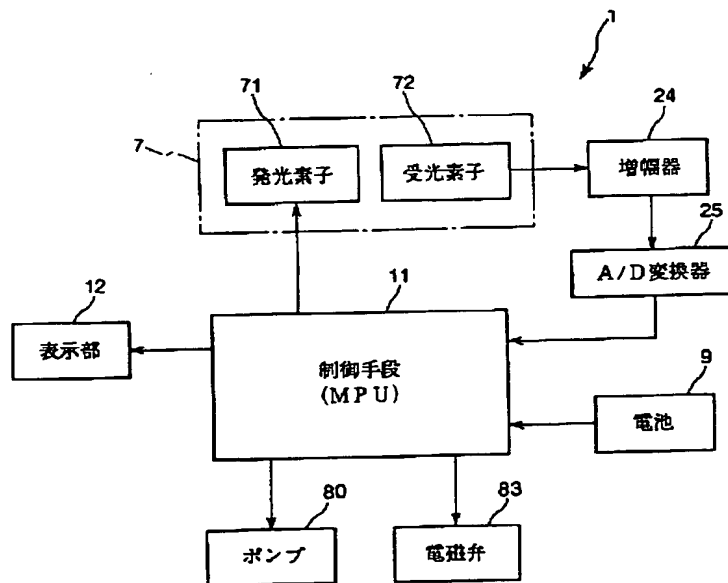 1
71
72
24
7
発光素子
受光素子
増幅器
25
A/D変換器
12
11
表示部
制御手段
(MPU)
9
電池
80
83
ポンプ
電磁弁